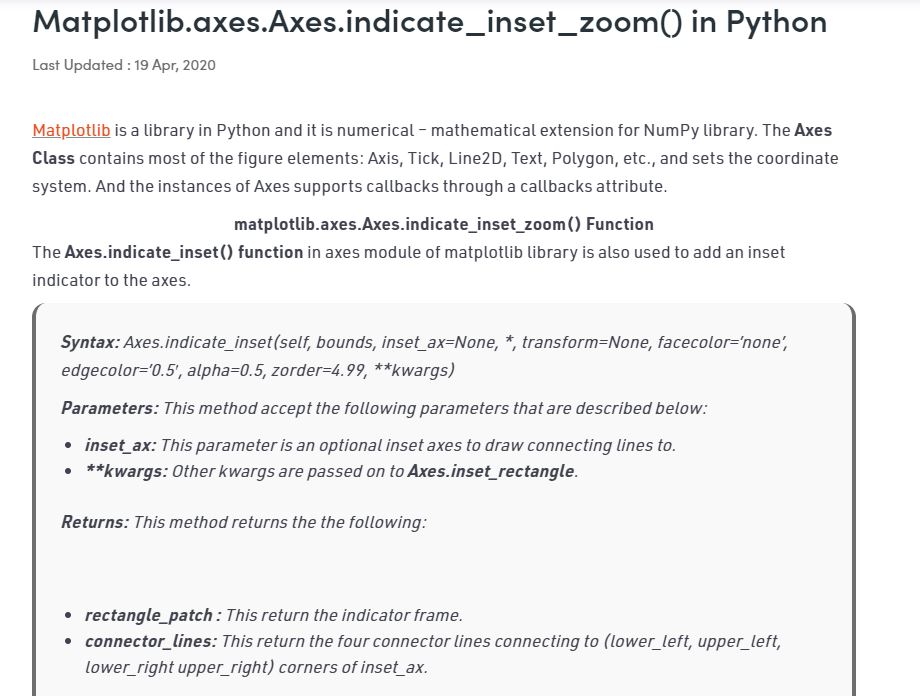 Matplotlib.axes.Axes.indicate_inset_zoom() in Python
Last Updated : 19 Apr, 2020
Matplotlib is a library in Python and it is numerical – mathematical extension for NumPy library. The Axes
Class contains most of the figure elements: Axis, Tick, Line2D, Text, Polygon, etc., and sets the coordinate
system. And the instances of Axes supports callbacks through a callbacks attribute.
matplotlib.axes.Axes.indicate_inset_zoom() Function
The Axes.indicate_inset() function in axes module of matplotlib library is also used to add an inset
indicator to the axes.
Syntax: Axes.indicate_inset(self, bounds, inset_ax=None, *, transform=None, facecolor='none',
edgecolor='0.5', alpha=0.5, zorder=4.99, **kwargs)
Parameters: This method accept the following parameters that are described below:
• inset_ax: This parameter is an optional inset axes to draw connecting lines to.
• **kwargs: Other kwargs are passed on to Axes.inset_rectangle.
Returns: This method returns the the following:
• rectangle_patch : This return the indicator frame.
• connector_lines: This return the four connector lines connecting to (lower_left, upper_left,
lower_right upper_right) corners of inset_ax.